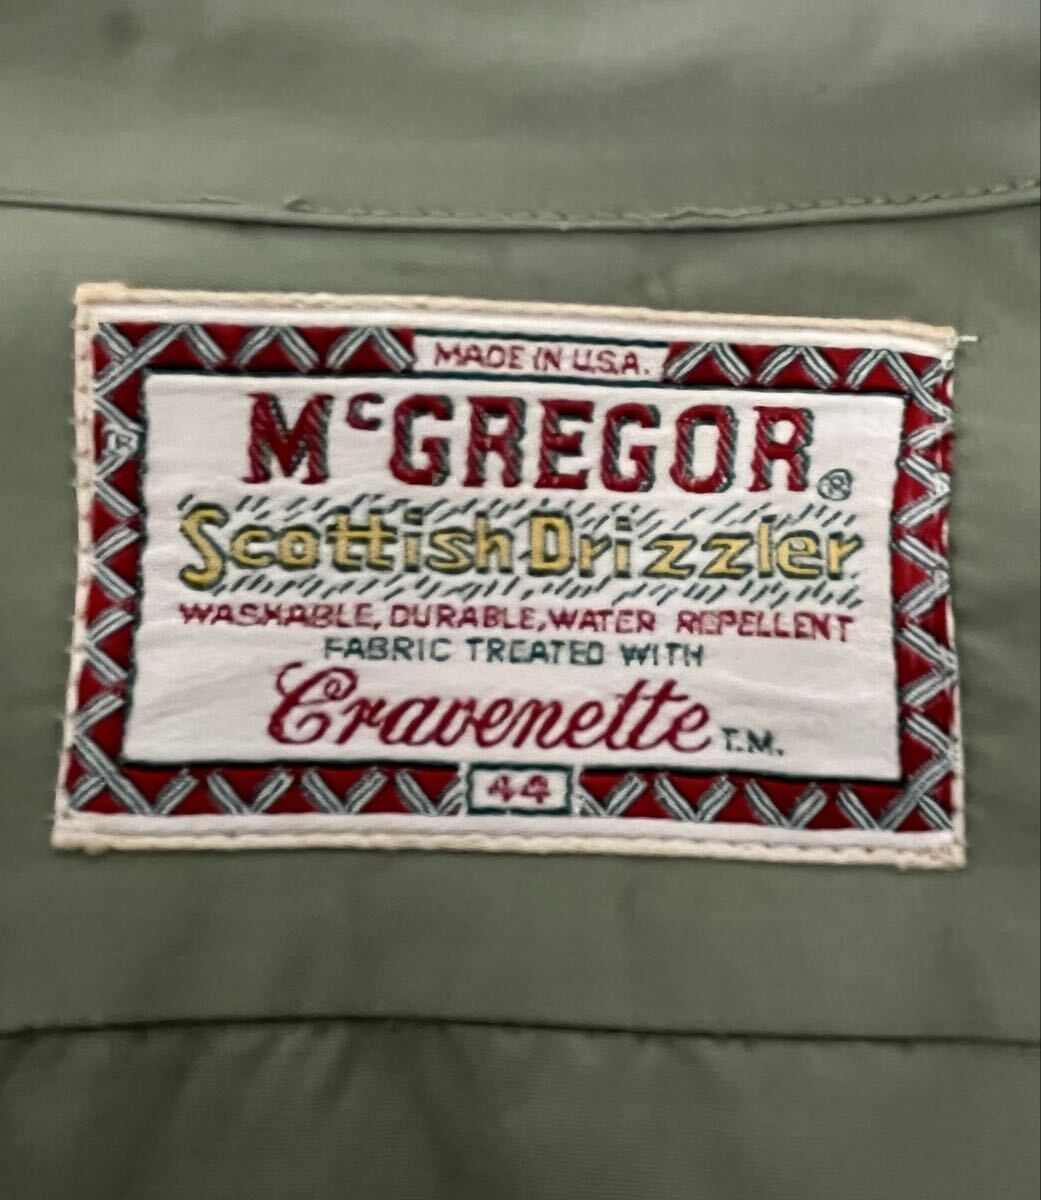 MADE IN U.S.A.
McGREGOR®
Scottish Drizzler
WASHABLE, DURABLE, WATER REPELLENT
FABRIC TREATED WITH
Cravenette T.M.
44
®